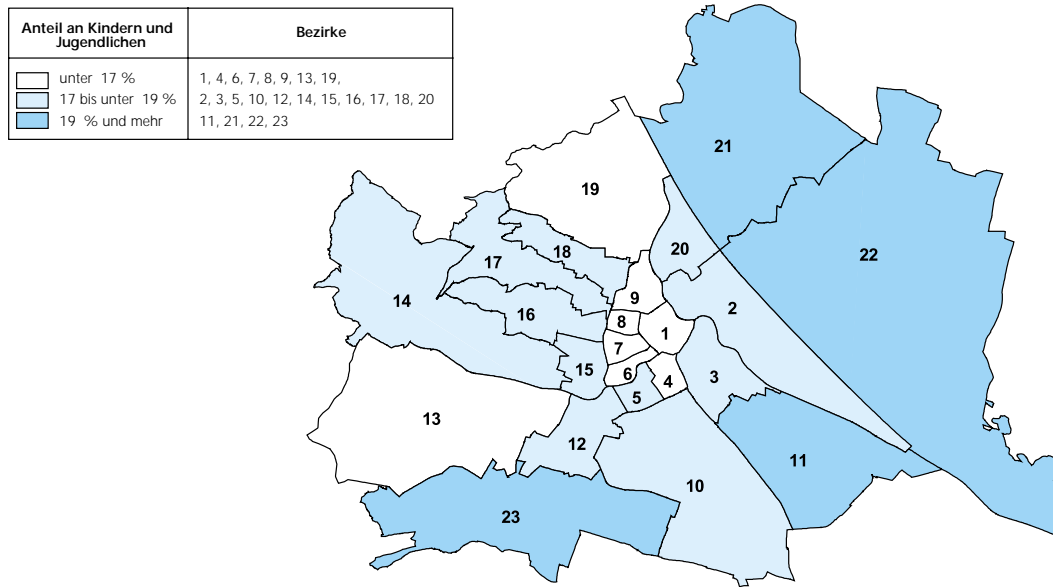 Anteil an Kindern und
Jugendlichen
Bezirke
unter 17 %
1, 4, 6, 7, 8, 9, 13, 19,
17 bis unter 19 %
2, 3, 5, 10, 12, 14, 15, 16, 17, 18, 20
19 % und mehr
11, 21, 22, 23
21
19
20
18
22
17
14
9
2
16
8
1
7
15
6
4
3
5
13
12
11
10
23